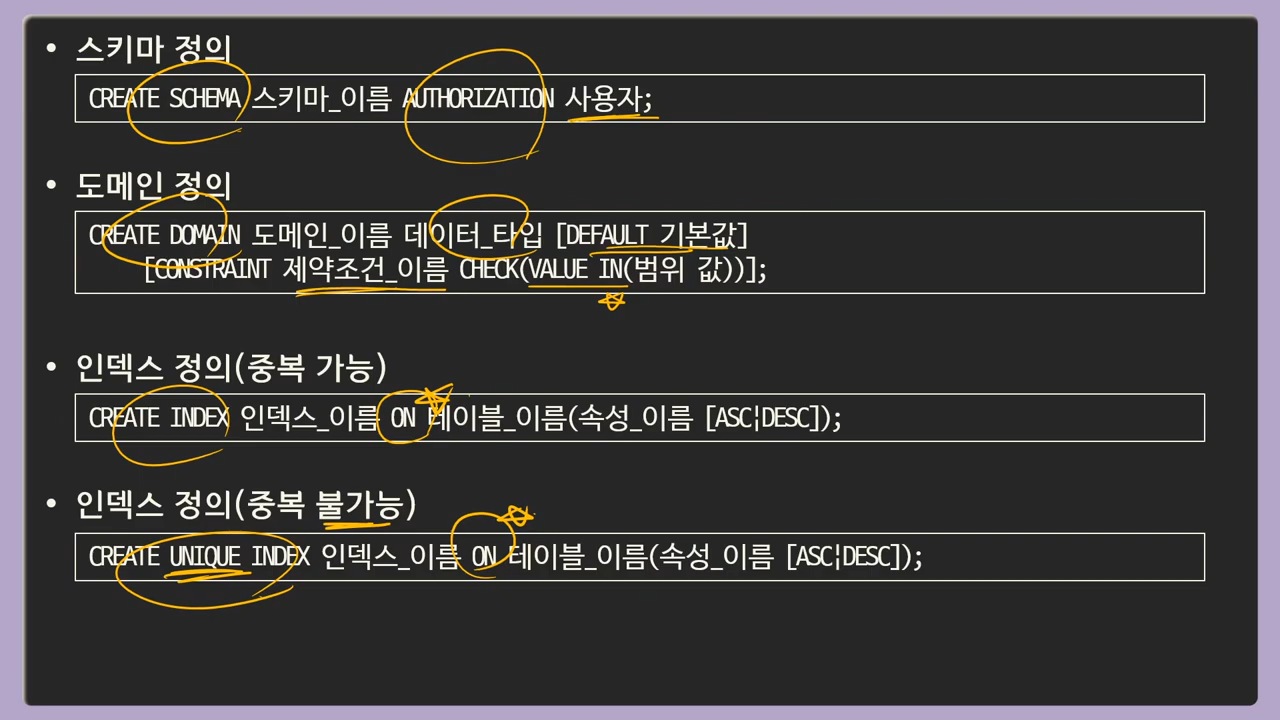 • 스키마 정의
CREATE SCHEMA 스키마_이름 AUTHORIZATION 사용자;
• 도메인 정의
CREATE DOMAIN 도메인_이름 데이터_타입 [DEFAULT 기본값]
[CONSTRAINT 제약조건_이름 CHECK(VALUE IN(범위 값))];
• 인덱스 정의(중복 가능)
CREATE INDEX 인덱스_이름 ON 테이블_이름(속성_이름 [ASC¦DESC]);
• 인덱스 정의(중복 불가능)
CREATE UNIQUE INDEX 인덱스_이름 ON 테이블_이름(속성_이름 [ASC¦DESC]);